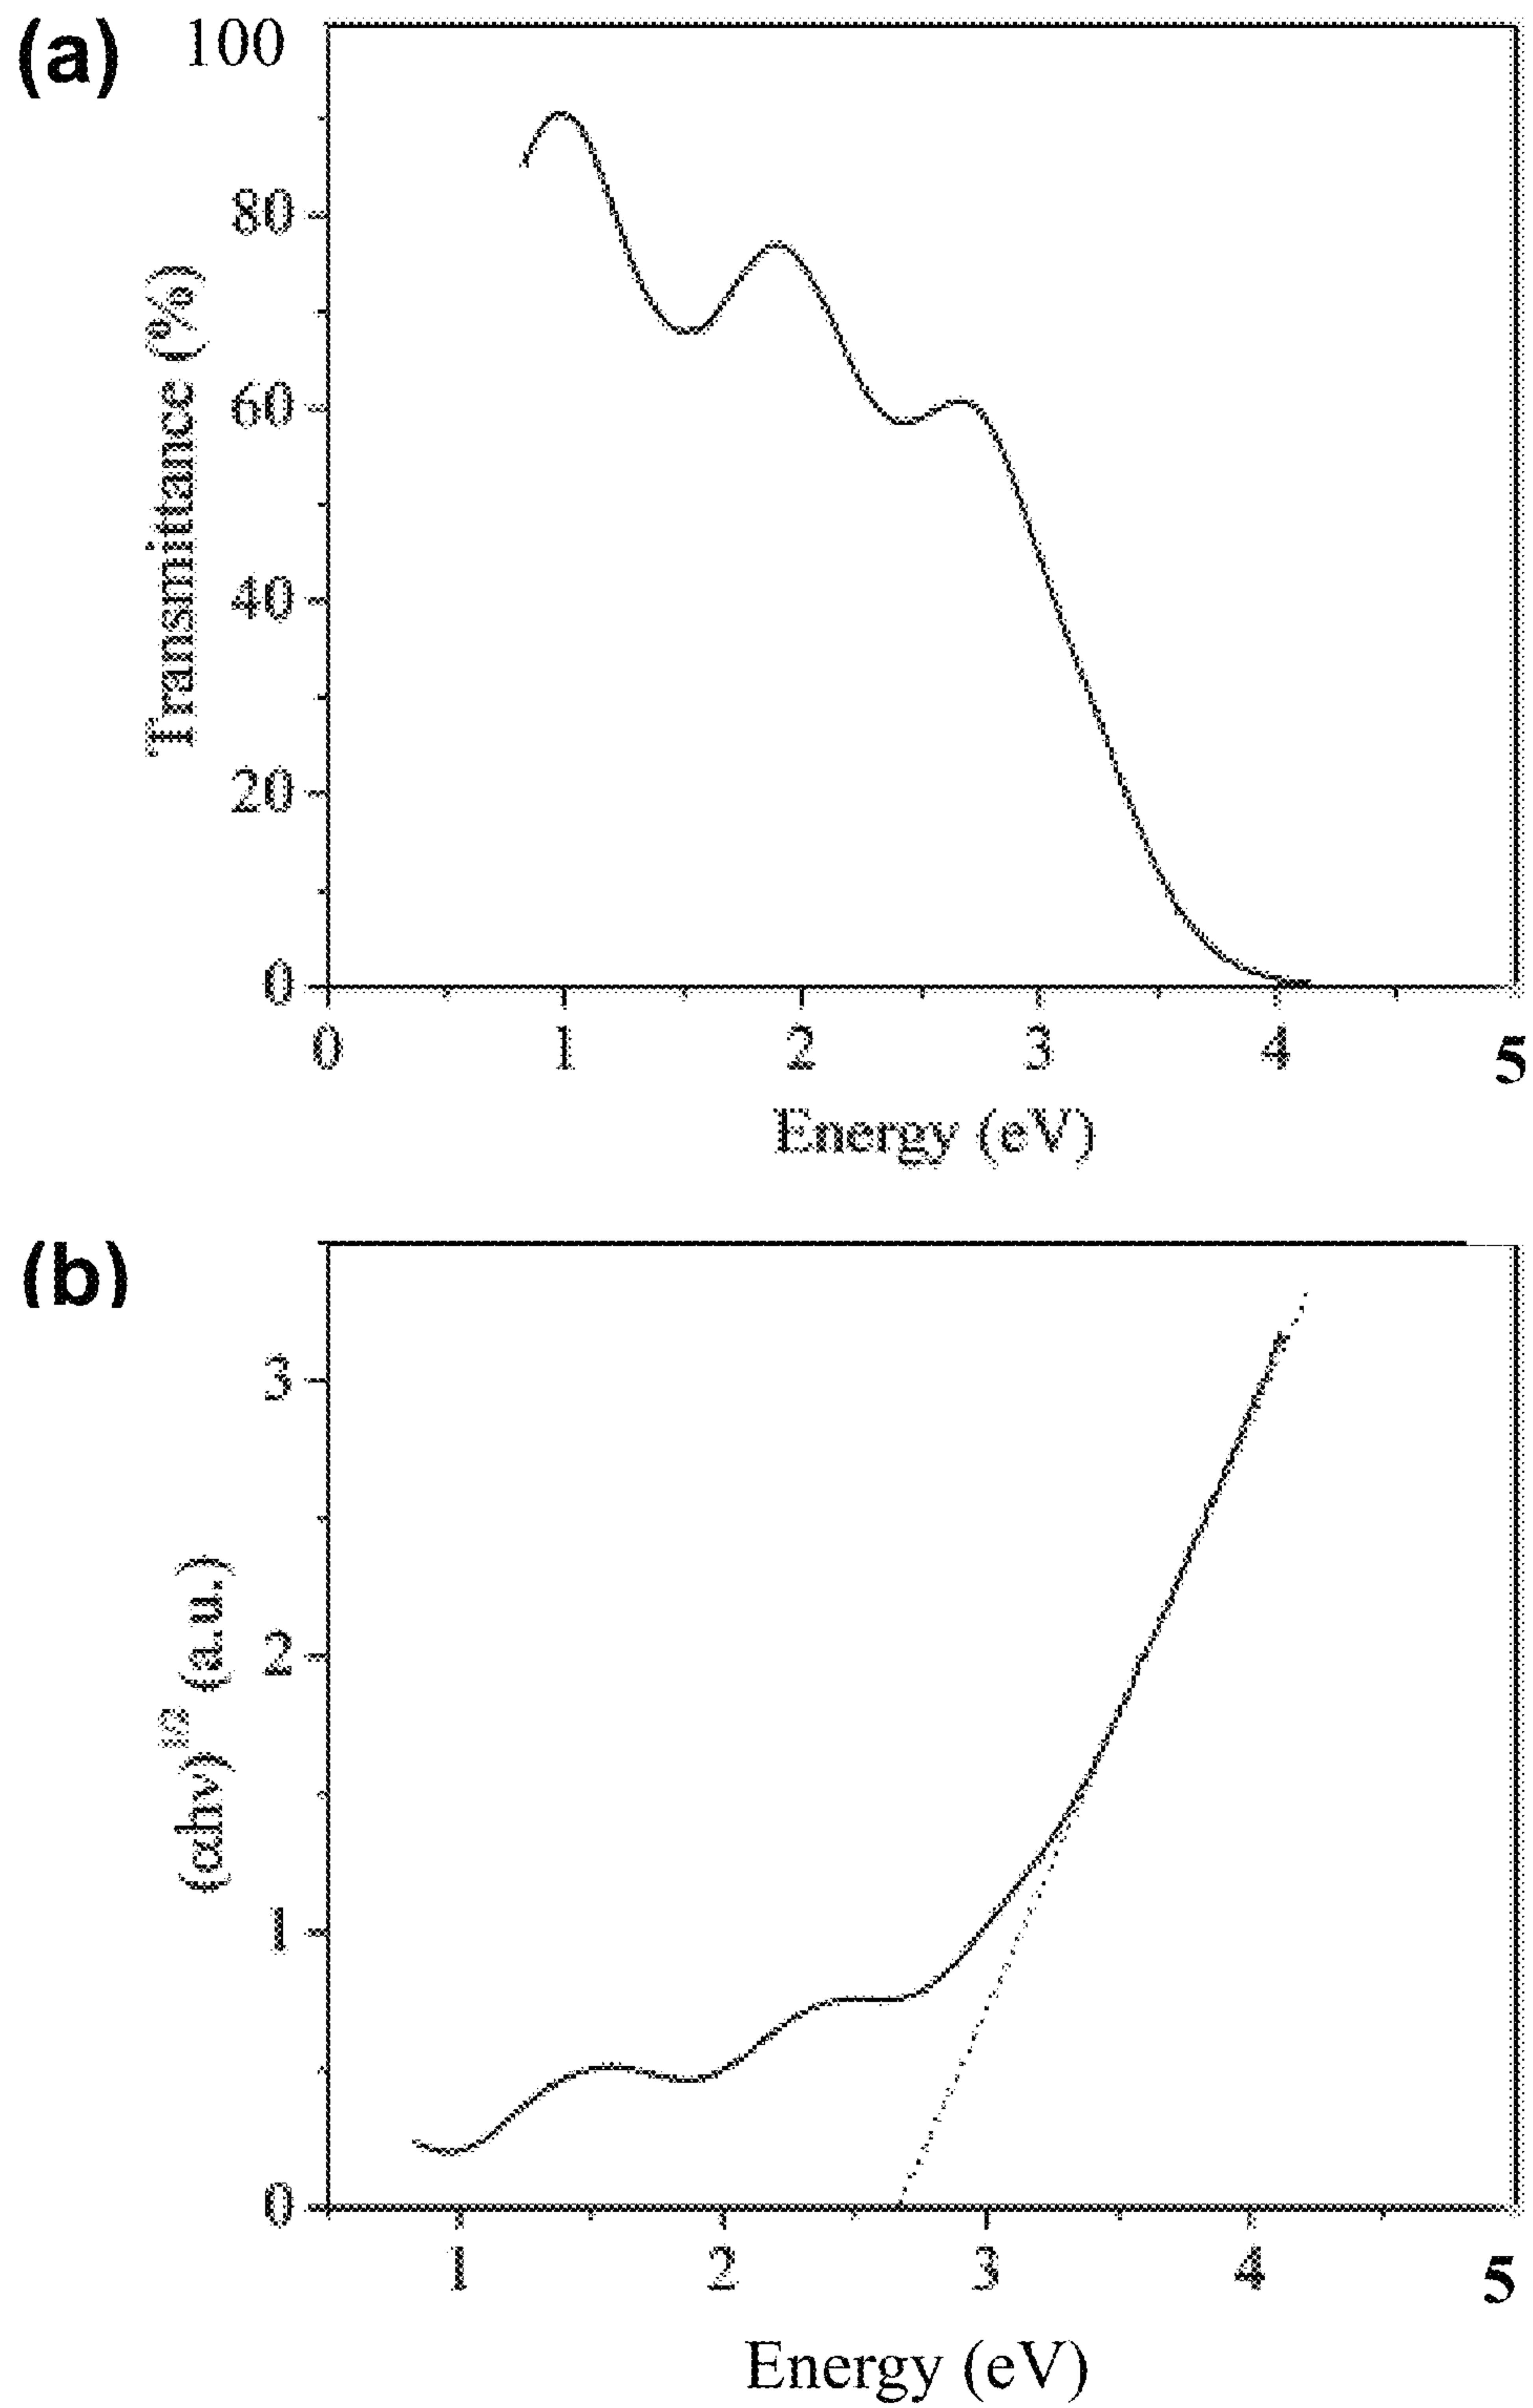 (a)
100
80
60
40
20
0
Transmittance (%)
0 1 2 3 4 5
Energy (eV)
(b)
3
2
1
0
(αhν)^1/2 (a.u.)
1 2 3 4 5
Energy (eV)